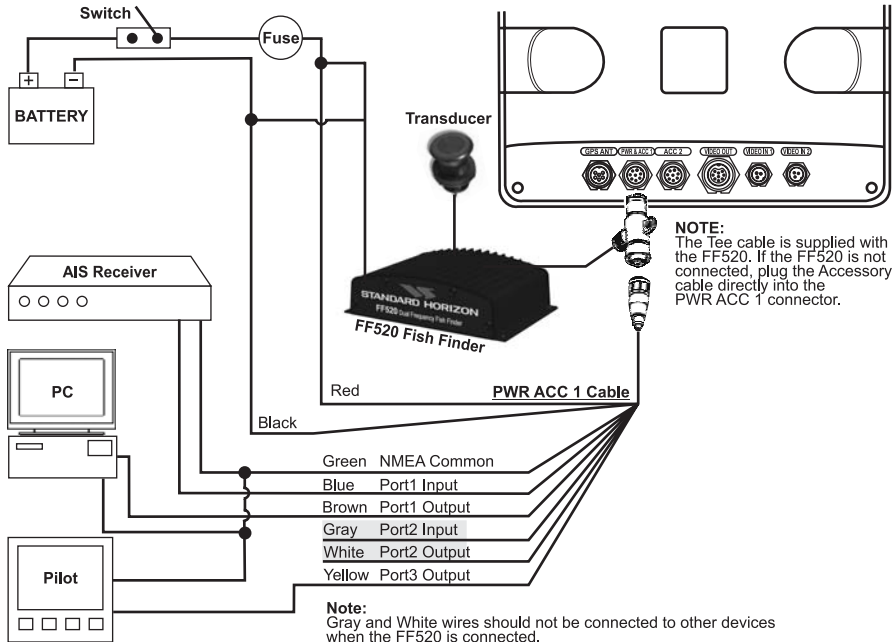 Switch
Fuse
+
−
BATTERY
Transducer
GPS ANT
PWR & ACC 1
ACC 2
VIDEO OUT
VIDEO IN 1
VIDEO IN 2
NOTE:
The Tee cable is supplied with
the FF520. If the FF520 is not
connected, plug the Accessory
cable directly into the
PWR ACC 1 connector.
AIS Receiver
STANDARD HORIZON
FF520 Dual Frequency Fish Finder
FF520 Fish Finder
PC
Red
PWR ACC 1 Cable
Black
Green NMEA Common
Blue Port1 Input
Brown Port1 Output
Gray Port2 Input
White Port2 Output
Yellow Port3 Output
Pilot
Note:
Gray and White wires should not be connected to other devices
when the FF520 is connected.